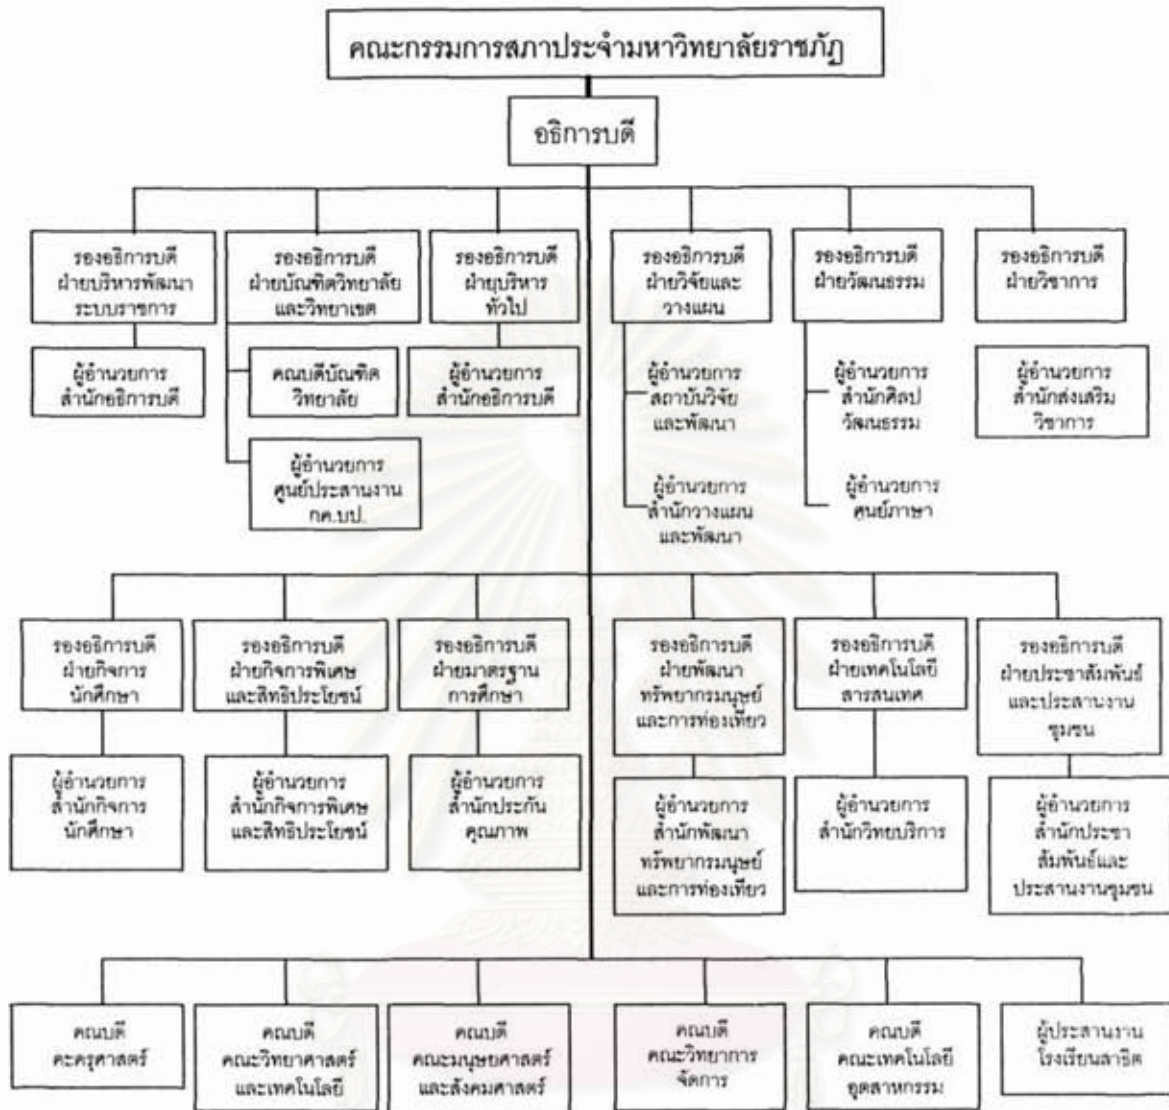 คณะกรรมการสภาประจำมหาวิทยาลัยราชภัฏ
อธิการบดี
รองอธิการบดี
ฝ่ายบริหารพัฒนา
ระบบราชการ
รองอธิการบดี
ฝ่ายบัณฑิตวิทยาลัย
และวิทยาเขต
รองอธิการบดี
ฝ่ายบริหาร
ทั่วไป
รองอธิการบดี
ฝ่ายวิจัยและ
วางแผน
รองอธิการบดี
ฝ่ายวัฒนธรรม
รองอธิการบดี
ฝ่ายวิชาการ
ผู้อำนวยการ
สำนักอธิการบดี
คณบดีบัณฑิต
วิทยาลัย
ผู้อำนวยการ
ศูนย์ประสานงาน
กศ.บป.
ผู้อำนวยการ
สำนักอธิการบดี
ผู้อำนวยการ
สถาบันวิจัย
และพัฒนา
ผู้อำนวยการ
สำนักวางแผน
และพัฒนา
ผู้อำนวยการ
สำนักศิลป
วัฒนธรรม
ผู้อำนวยการ
ศูนย์ภาษา
ผู้อำนวยการ
สำนักส่งเสริม
วิชาการ
รองอธิการบดี
ฝ่ายกิจการ
นักศึกษา
รองอธิการบดี
ฝ่ายกิจการพิเศษ
และสิทธิประโยชน์
รองอธิการบดี
ฝ่ายมาตรฐาน
การศึกษา
รองอธิการบดี
ฝ่ายพัฒนา
ทรัพยากรมนุษย์
และการท่องเที่ยว
รองอธิการบดี
ฝ่ายเทคโนโลยี
สารสนเทศ
รองอธิการบดี
ฝ่ายประชาสัมพันธ์
และประสานงาน
ชุมชน
ผู้อำนวยการ
สำนักกิจการ
นักศึกษา
ผู้อำนวยการ
สำนักกิจการพิเศษ
และสิทธิประโยชน์
ผู้อำนวยการ
สำนักประกัน
คุณภาพ
ผู้อำนวยการ
สำนักพัฒนา
ทรัพยากรมนุษย์
และการท่องเที่ยว
ผู้อำนวยการ
สำนักวิทยบริการ
ผู้อำนวยการ
สำนักประชา
สัมพันธ์และ
ประสานงานชุมชน
คณบดี
คะครุศาสตร์
คณบดี
คณะวิทยาศาสตร์
และเทคโนโลยี
คณบดี
คณะมนุษยศาสตร์
และสังคมศาสตร์
คณบดี
คณะวิทยาการ
จัดการ
คณบดี
คณะเทคโนโลยี
อุตสาหกรรม
ผู้ประสานงาน
โรงเรียนสาธิต